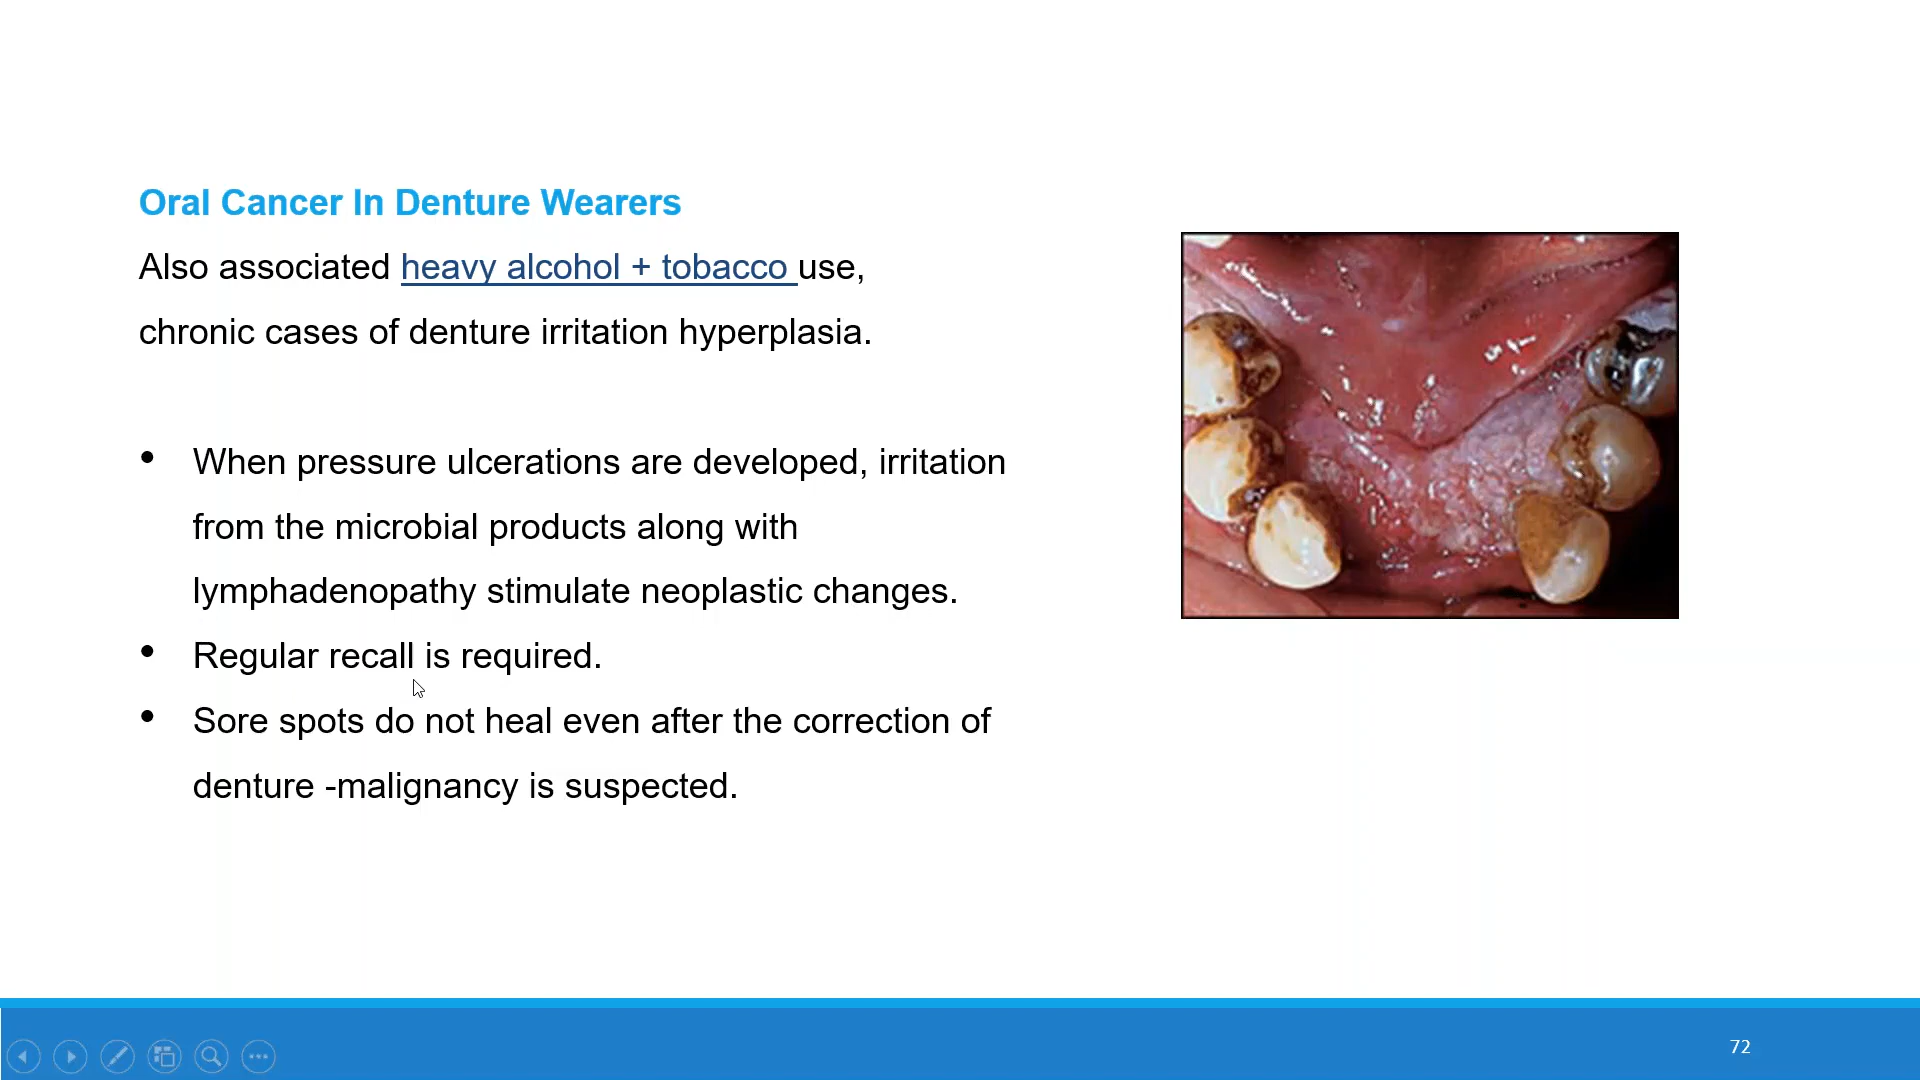 Oral Cancer In Denture Wearers
Also associated heavy alcohol + tobacco use,
chronic cases of denture irritation hyperplasia.
• When pressure ulcerations are developed, irritation
from the microbial products along with
lymphadenopathy stimulate neoplastic changes.
• Regular recall is required.
• Sore spots do not heal even after the correction of
denture -malignancy is suspected.
72